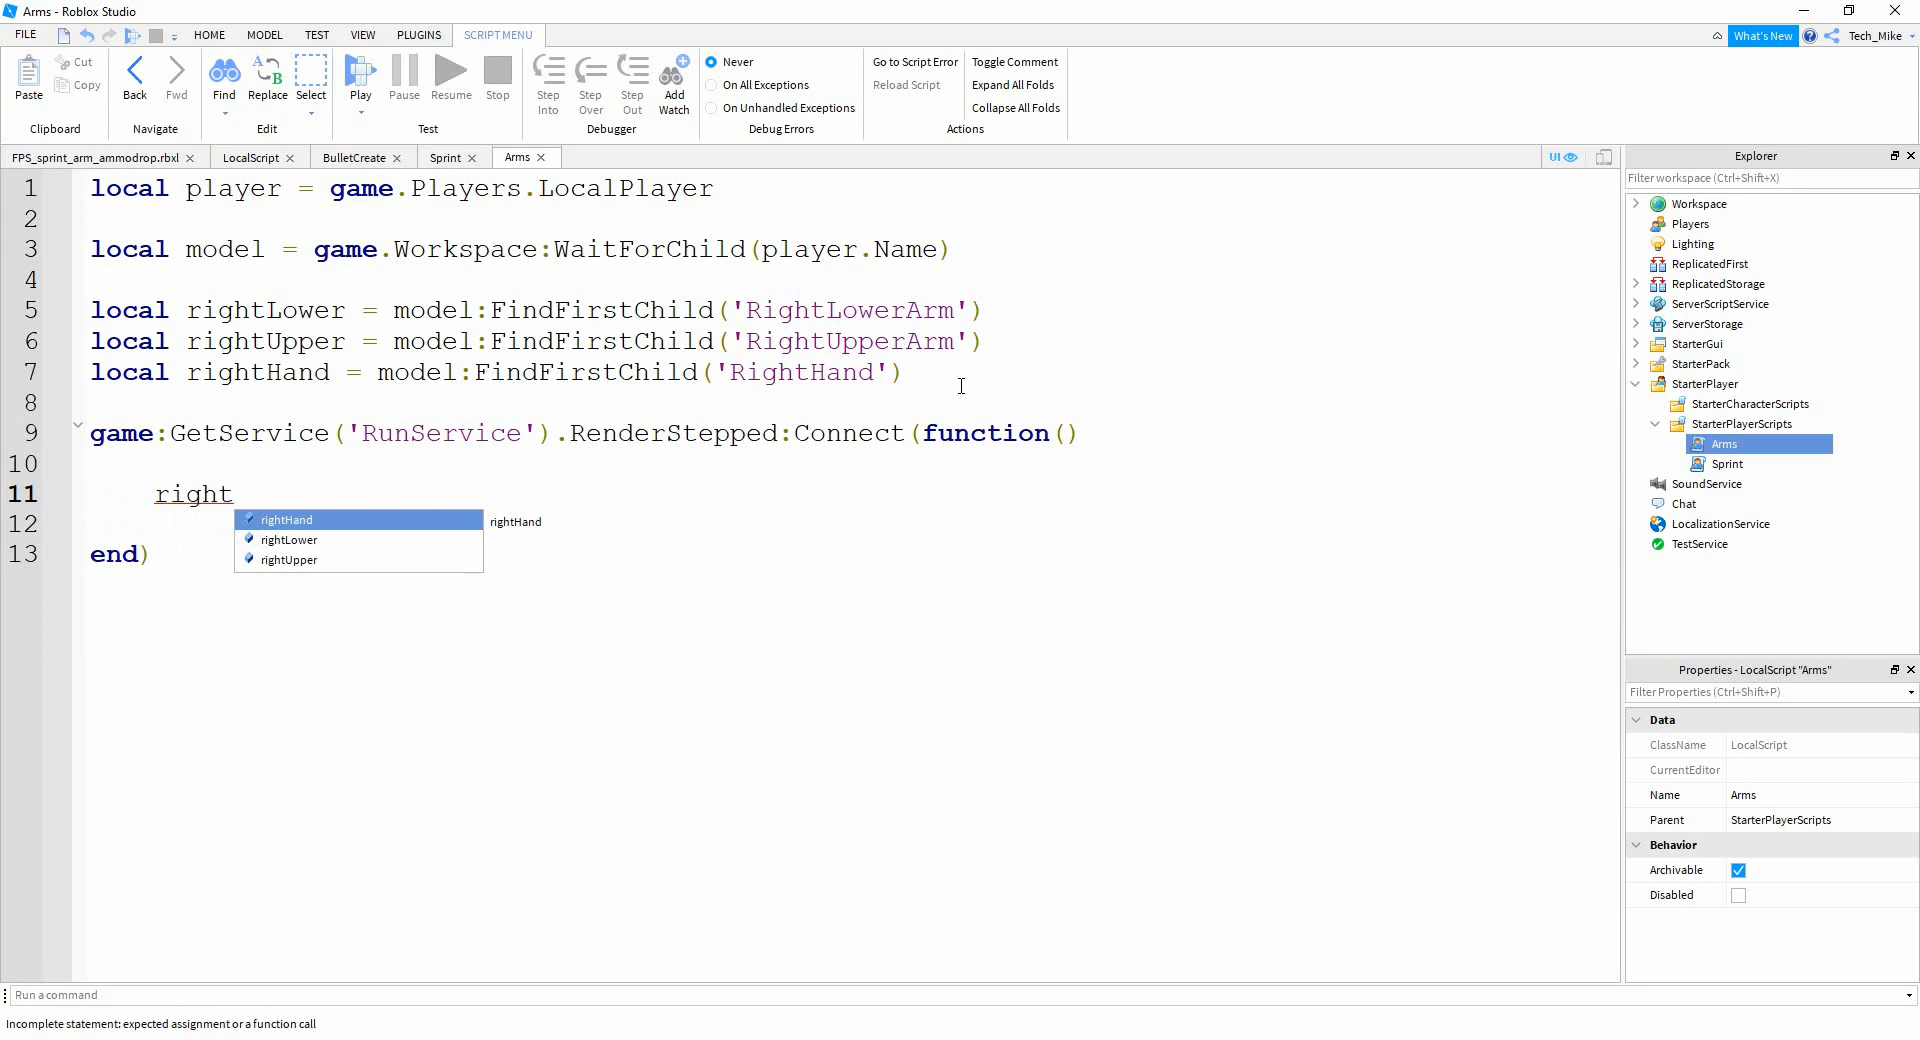 Arms - Roblox Studio
FILE HOME MODEL TEST VIEW PLUGINS SCRIPT MENU What's New Tech_Mike
Paste Cut Copy Clipboard
Back Fwd Navigate
Find Replace Select Edit
Play Pause Resume Stop Test
Step Into Step Over Step Out Add Watch Debugger
Never
On All Exceptions
On Unhandled Exceptions
Debug Errors
Go to Script Error Toggle Comment
Reload Script Expand All Folds
Collapse All Folds
Actions
FPS_sprint_arm_ammodrop.rbxl LocalScript BulletCreate Sprint Arms UI
1 local player = game.Players.LocalPlayer
2
3 local model = game.Workspace:WaitForChild(player.Name)
4
5 local rightLower = model:FindFirstChild('RightLowerArm')
6 local rightUpper = model:FindFirstChild('RightUpperArm')
7 local rightHand = model:FindFirstChild('RightHand')
8
9 game:GetService('RunService').RenderStepped:Connect(function()
10
11 right
12
13 end)
rightHand rightHand
rightLower
rightUpper
Explorer
Filter workspace (Ctrl+Shift+X)
Workspace
Players
Lighting
ReplicatedFirst
ReplicatedStorage
ServerScriptService
ServerStorage
StarterGui
StarterPack
StarterPlayer
StarterCharacterScripts
StarterPlayerScripts
Arms
Sprint
SoundService
Chat
LocalizationService
TestService
Properties - LocalScript "Arms"
Filter Properties (Ctrl+Shift+P)
Data
ClassName LocalScript
CurrentEditor
Name Arms
Parent StarterPlayerScripts
Behavior
Archivable
Disabled
Run a command
Incomplete statement: expected assignment or a function call